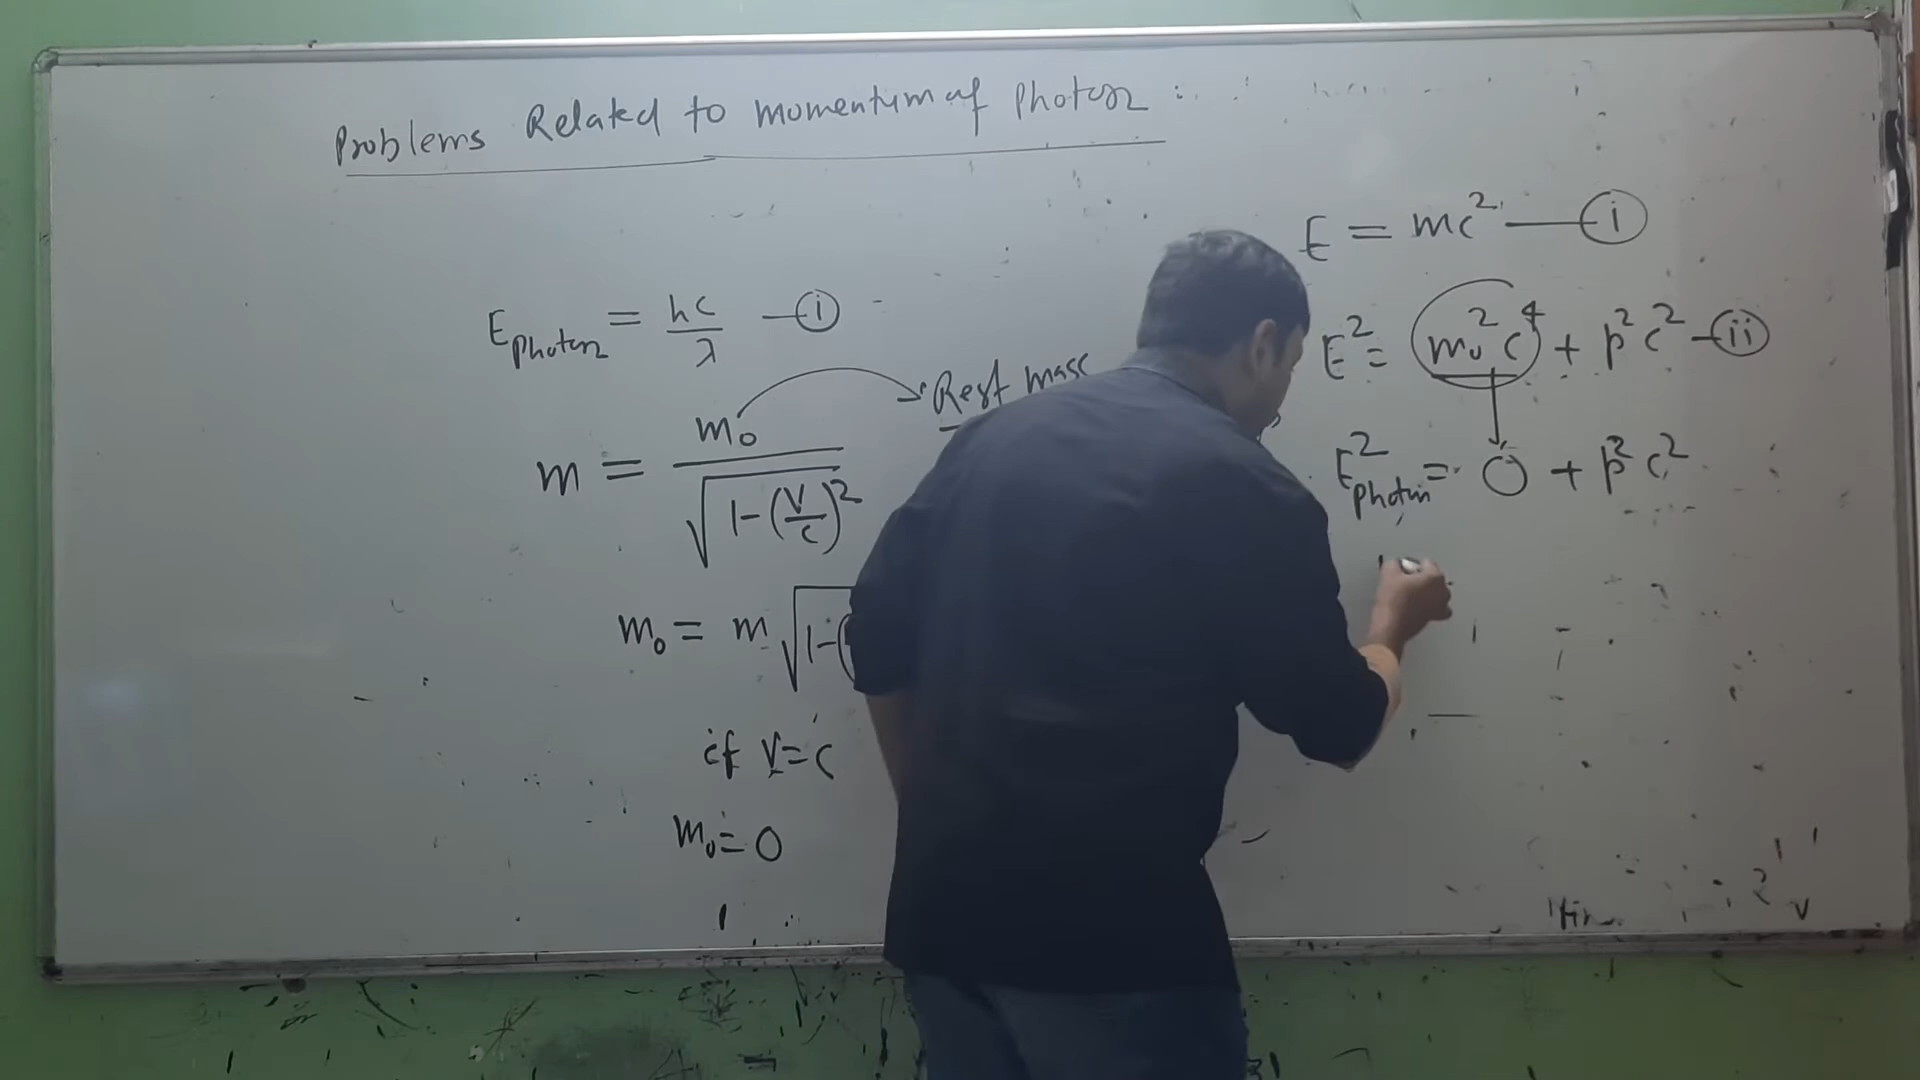 Problems Related to momentum of Photon :
E_Photon = hc/λ —(i)
m = m₀/√(1-(v/c)²)
Rest mass
m₀ = m √1-(
if v=c
m₀ = 0
E = mc² —(i)
E² = m₀²c⁴ + p²c² —(ii)
E²_Photon = 0 + p²c²